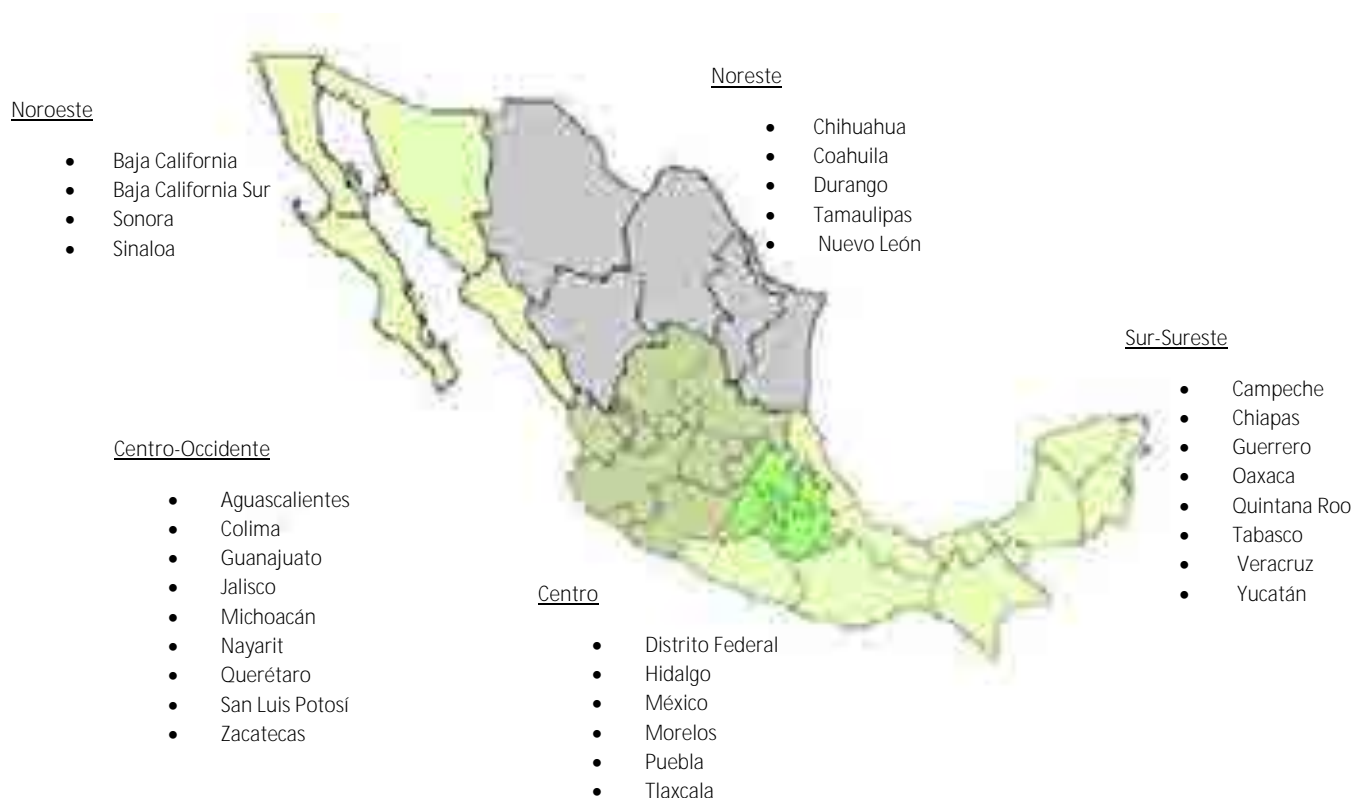 Noroeste
• Baja California
• Baja California Sur
• Sonora
• Sinaloa
Noreste
• Chihuahua
• Coahuila
• Durango
• Tamaulipas
• Nuevo León
Sur-Sureste
• Campeche
• Chiapas
• Guerrero
• Oaxaca
• Quintana Roo
• Tabasco
• Veracruz
• Yucatán
Centro-Occidente
• Aguascalientes
• Colima
• Guanajuato
• Jalisco
• Michoacán
• Nayarit
• Querétaro
• San Luis Potosí
• Zacatecas
Centro
• Distrito Federal
• Hidalgo
• México
• Morelos
• Puebla
• Tlaxcala